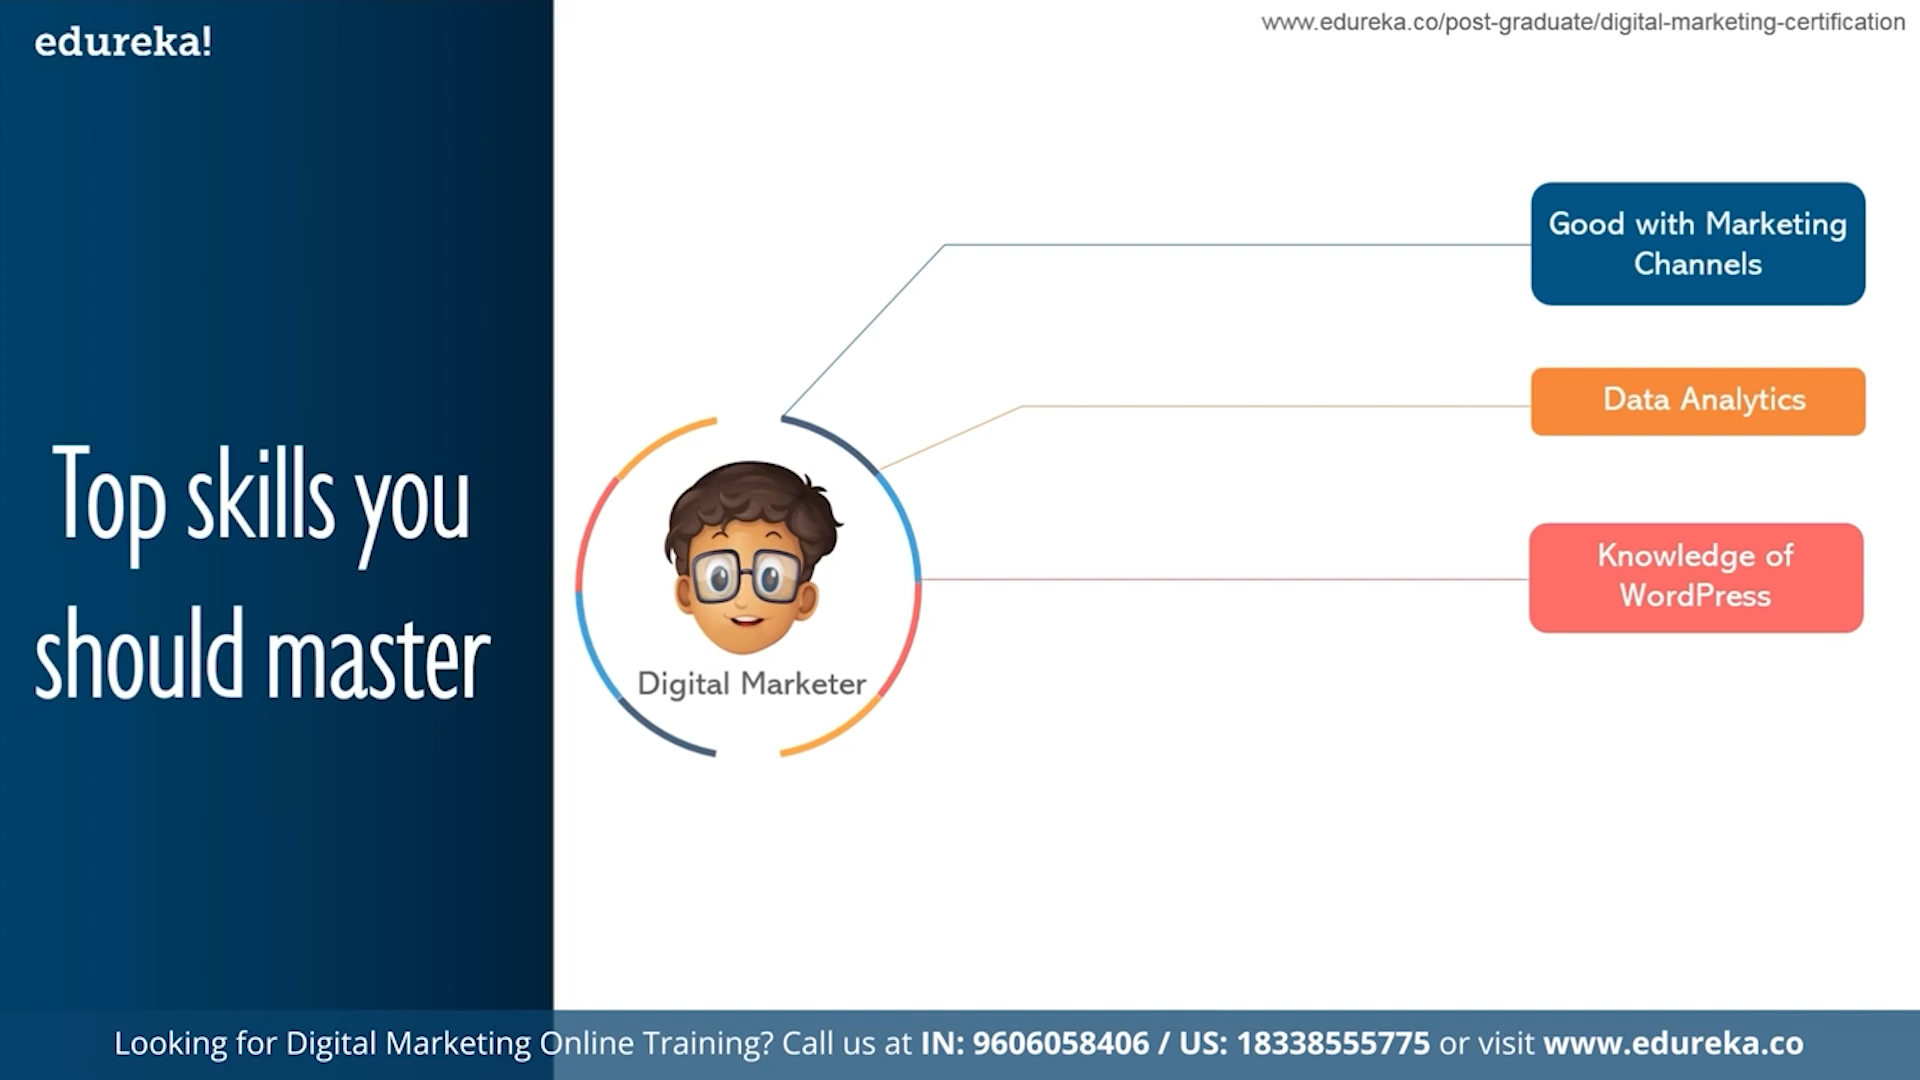 edureka!
www.edureka.co/post-graduate/digital-marketing-certification
Top skills you
should master
Good with Marketing
Channels
Data Analytics
Knowledge of
WordPress
Digital Marketer
Looking for Digital Marketing Online Training? Call us at IN: 9606058406 / US: 18338555775 or visit www.edureka.co